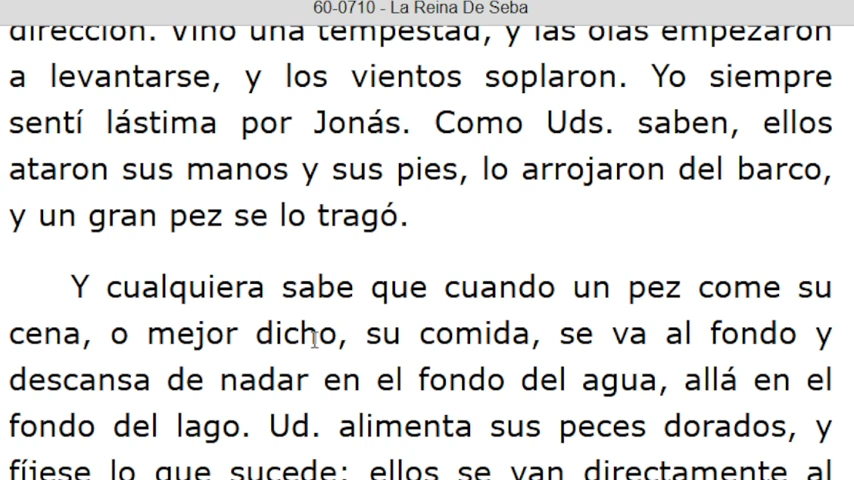 60-0710 - La Reina De Seba
dirección. Vino una tempestad, y las olas empezaron
a levantarse, y los vientos soplaron. Yo siempre
sentí lástima por Jonás. Como Uds. saben, ellos
ataron sus manos y sus pies, lo arrojaron del barco,
y un gran pez se lo tragó.
Y cualquiera sabe que cuando un pez come su
cena, o mejor dicho, su comida, se va al fondo y
descansa de nadar en el fondo del agua, allá en el
fondo del lago. Ud. alimenta sus peces dorados, y
fíjese lo que sucede: ellos se van directamente al